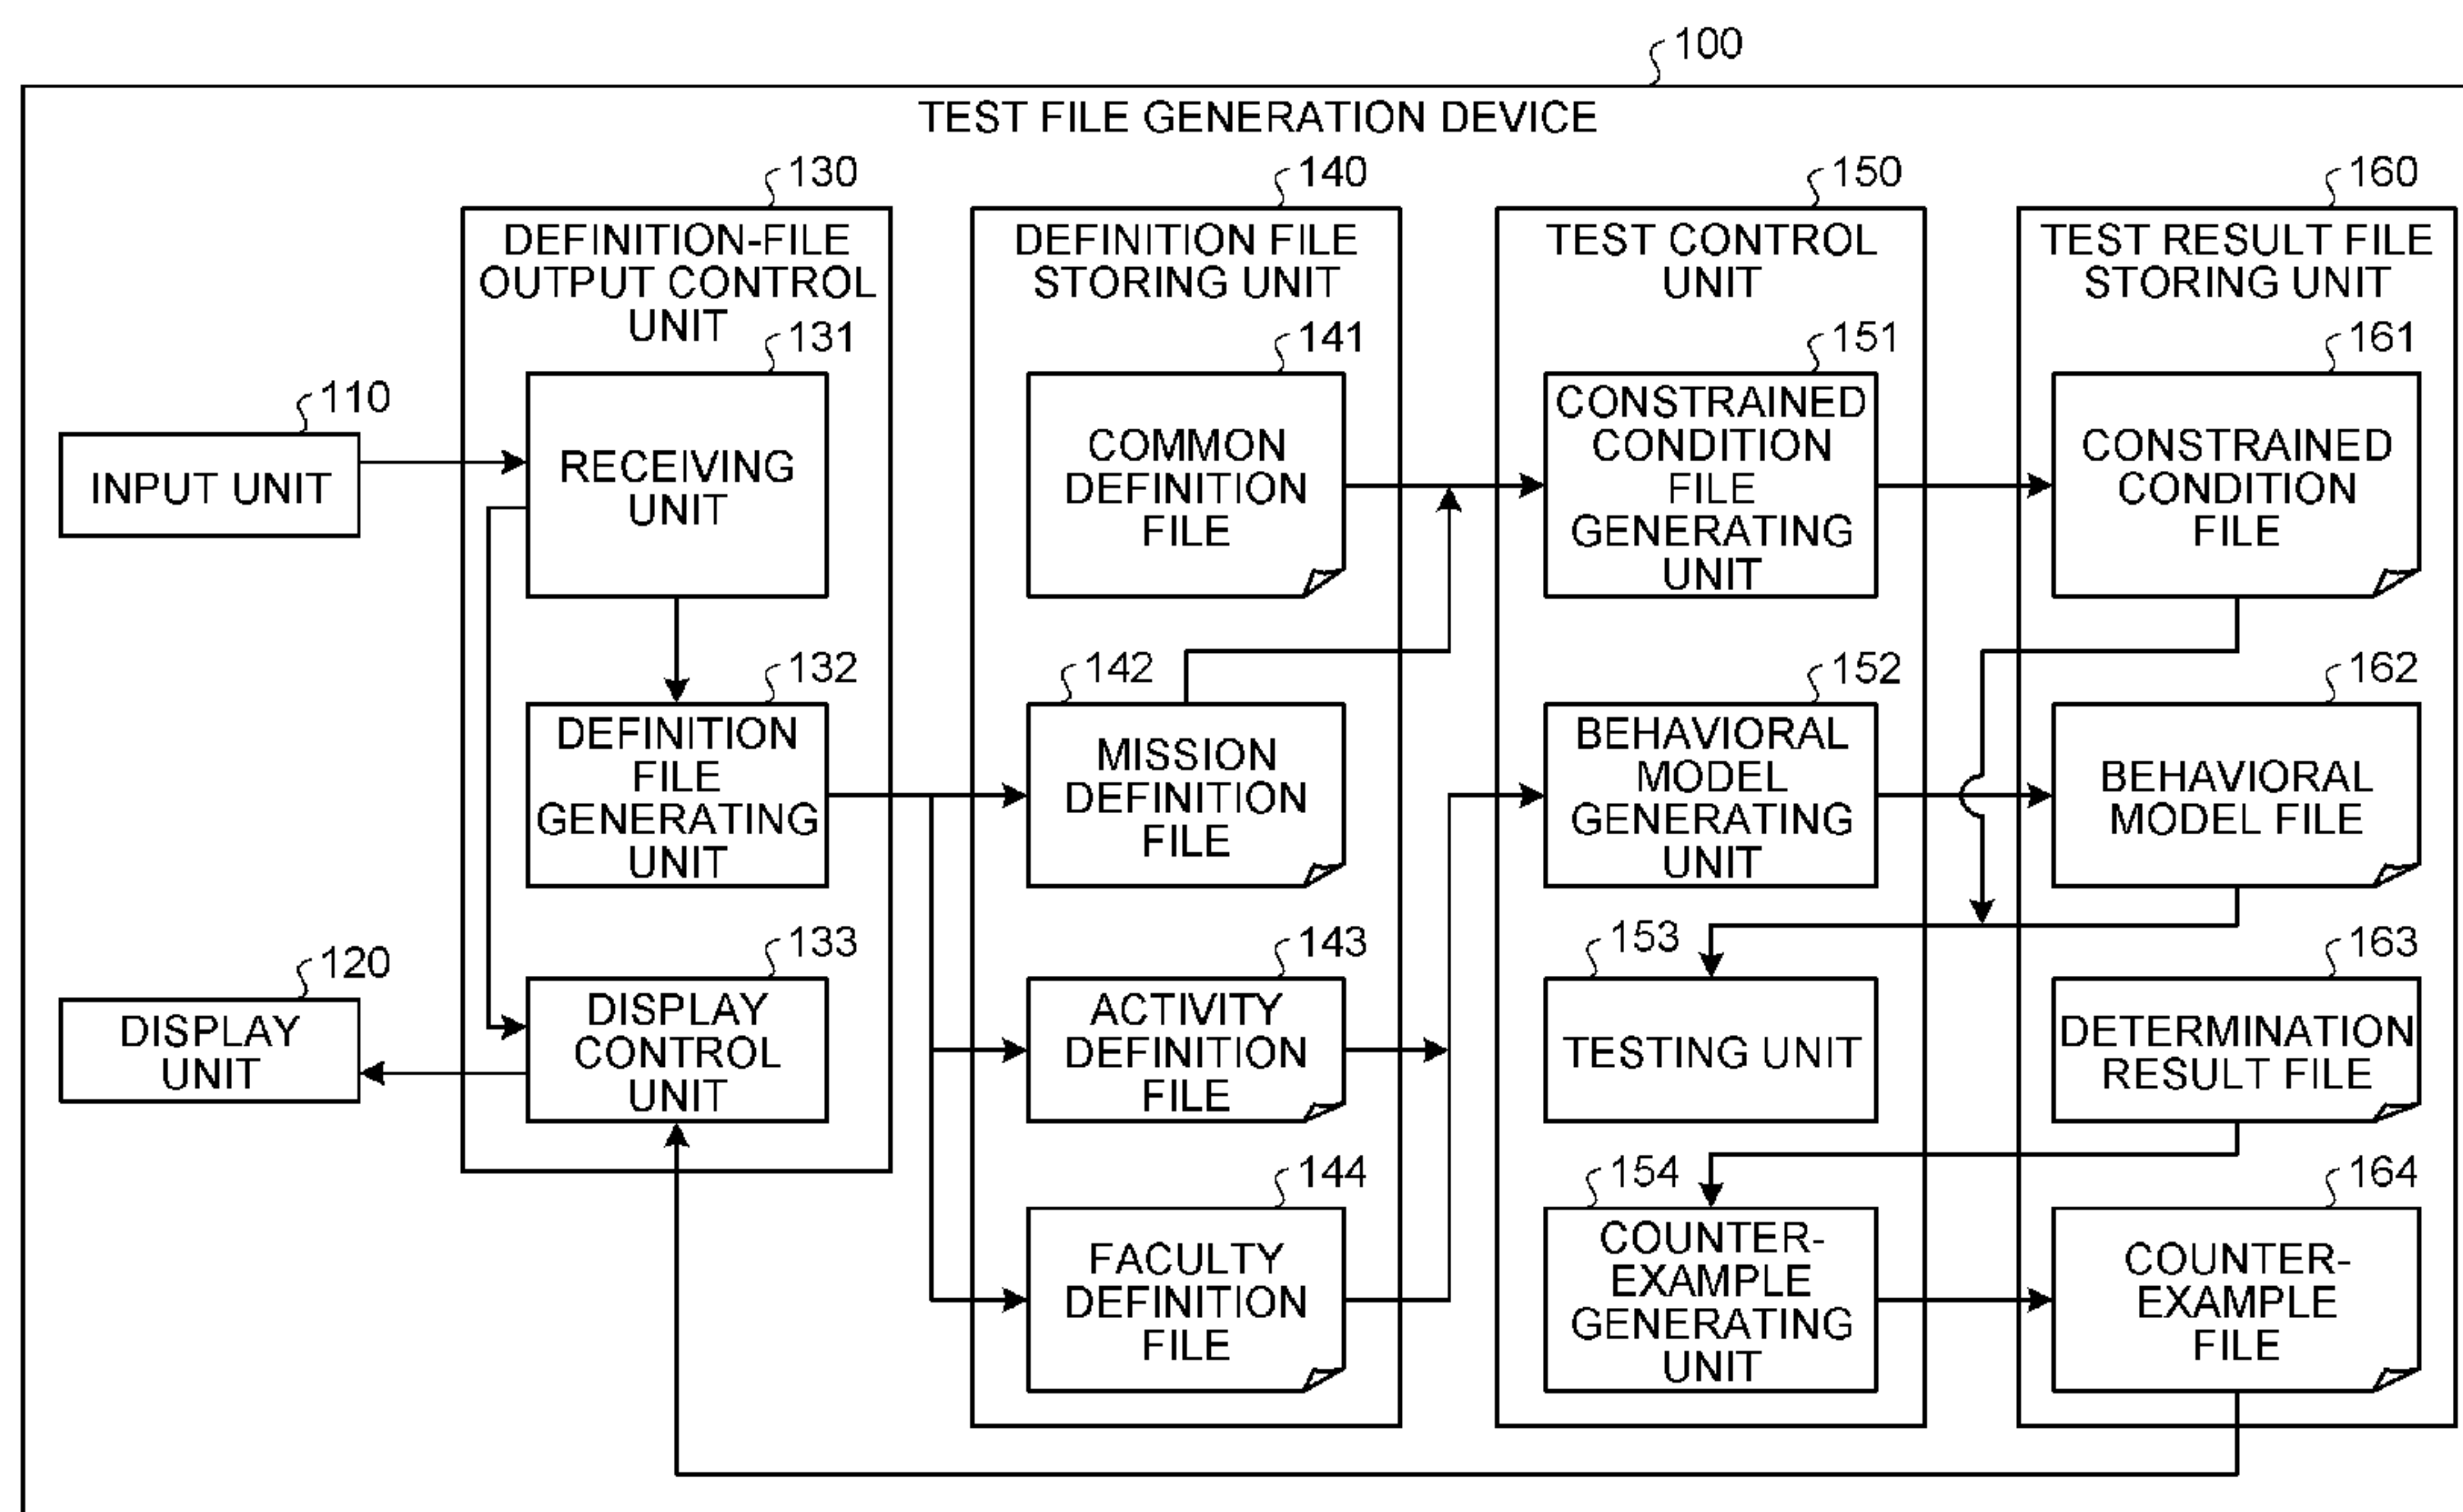 100
TEST FILE GENERATION DEVICE
130
DEFINITION-FILE
OUTPUT CONTROL
UNIT
131
RECEIVING
UNIT
110
INPUT UNIT
132
DEFINITION
FILE
GENERATING
UNIT
133
DISPLAY
CONTROL
UNIT
120
DISPLAY
UNIT
140
DEFINITION FILE
STORING UNIT
141
COMMON
DEFINITION
FILE
142
MISSION
DEFINITION
FILE
143
ACTIVITY
DEFINITION
FILE
144
FACULTY
DEFINITION
FILE
150
TEST CONTROL
UNIT
151
CONSTRAINED
CONDITION
FILE
GENERATING
UNIT
152
BEHAVIORAL
MODEL
GENERATING
UNIT
153
TESTING UNIT
154
COUNTER-
EXAMPLE
GENERATING
UNIT
160
TEST RESULT FILE
STORING UNIT
161
CONSTRAINED
CONDITION
FILE
162
BEHAVIORAL
MODEL FILE
163
DETERMINATION
RESULT FILE
164
COUNTER-
EXAMPLE
FILE